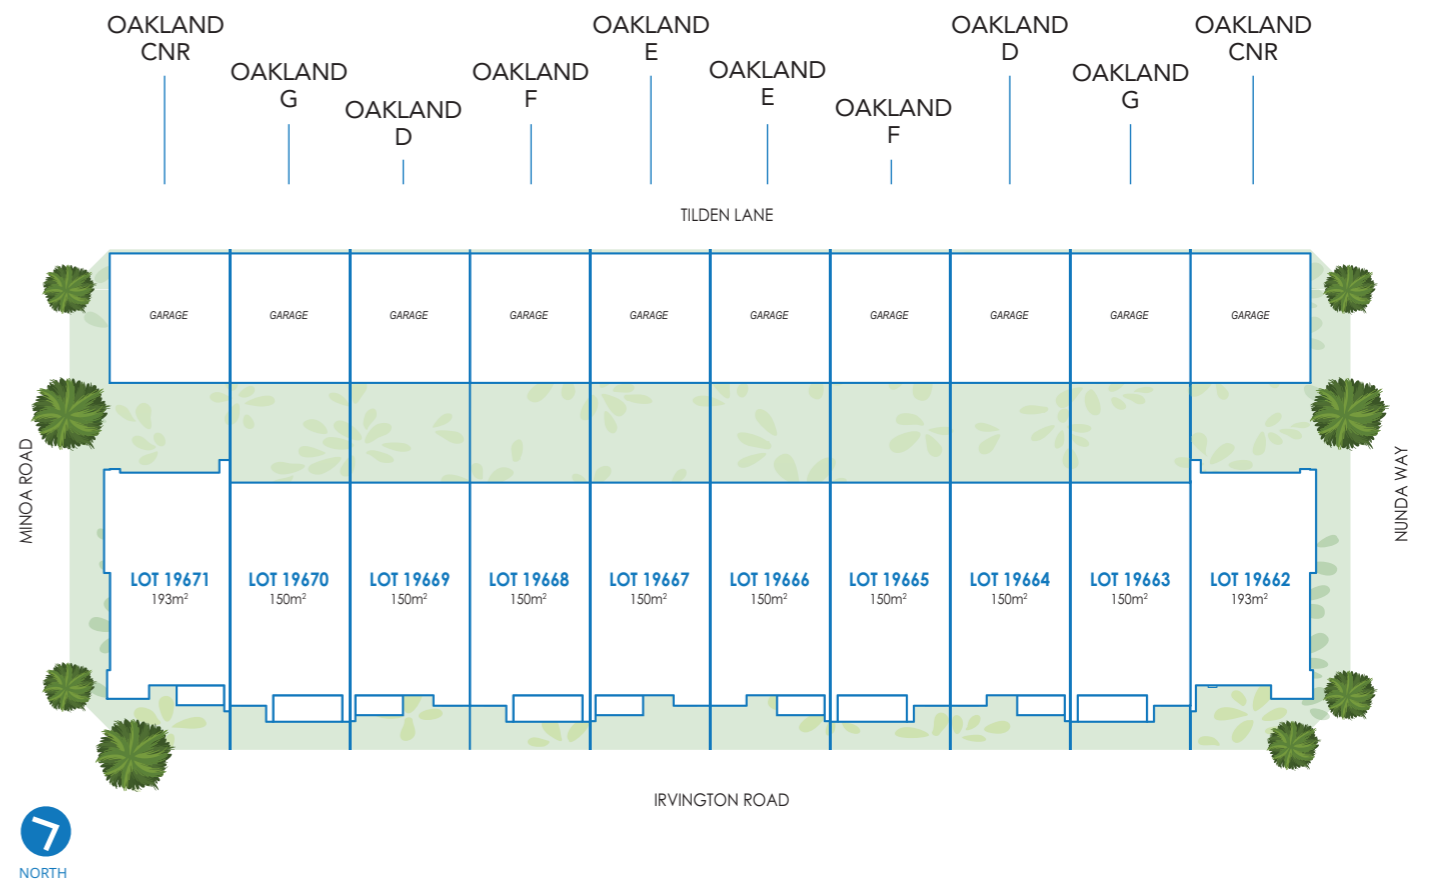 OAKLAND
CNR
OAKLAND
G
OAKLAND
D
OAKLAND
F
OAKLAND
E
OAKLAND
E
OAKLAND
F
OAKLAND
D
OAKLAND
G
OAKLAND
CNR
TILDEN LANE
GARAGE
GARAGE
GARAGE
GARAGE
GARAGE
GARAGE
GARAGE
GARAGE
GARAGE
GARAGE
MINOA ROAD
NUNDA WAY
LOT 19671
193m²
LOT 19670
150m²
LOT 19669
150m²
LOT 19668
150m²
LOT 19667
150m²
LOT 19666
150m²
LOT 19665
150m²
LOT 19664
150m²
LOT 19663
150m²
LOT 19662
193m²
IRVINGTON ROAD
NORTH